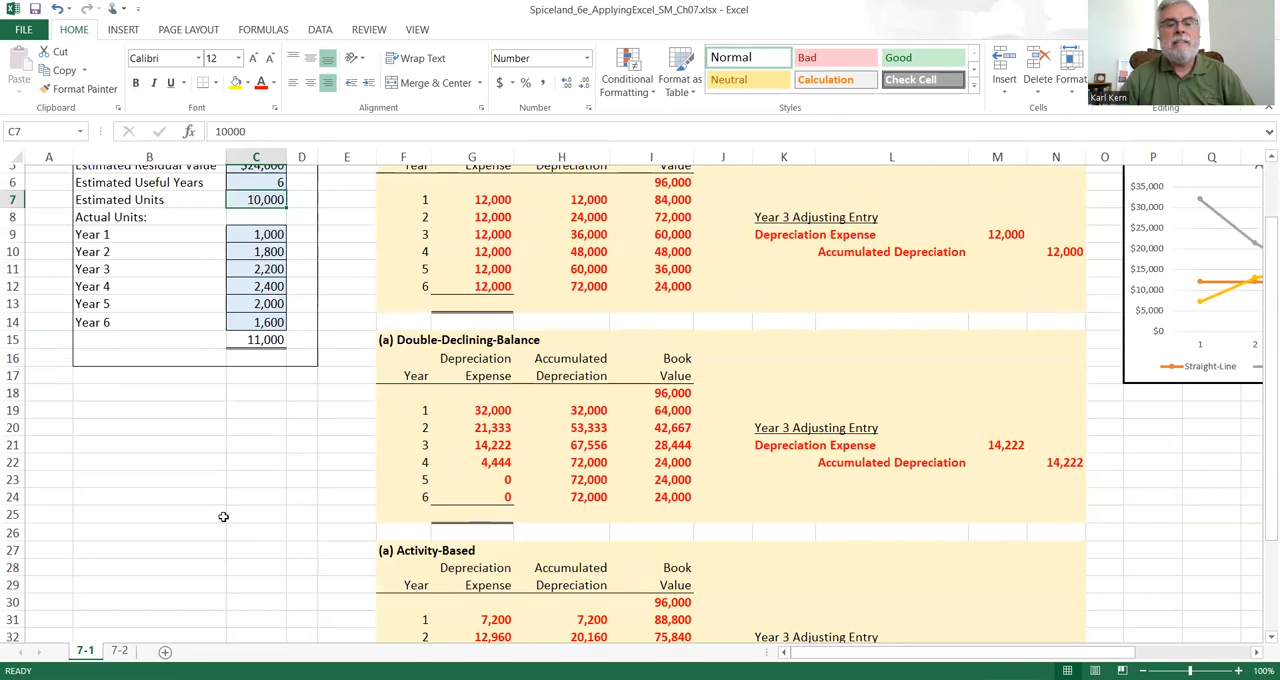 Spiceland_6e_ApplyingExcel_SM_Ch07.xlsx - Excel
FILE HOME INSERT PAGE LAYOUT FORMULAS DATA REVIEW VIEW
Paste Cut Copy Format Painter
Calibri 12 A A B I U A
Wrap Text
Merge & Center
Number
$ %
Conditional Formatting Format as Table
Normal Bad Good
Neutral Calculation Check Cell
Insert Delete Format
Clipboard Font Alignment Number Styles Cells Editing
Karl Kern
C7 fx 10000
A B C D E F G H I J K L M N O P Q
5 Estimated Residual Value $24,000 Year Expense Depreciation Value
6 Estimated Useful Years 6 96,000
7 Estimated Units 10,000 1 12,000 12,000 84,000
8 Actual Units: 2 12,000 24,000 72,000 Year 3 Adjusting Entry
9 Year 1 1,000 3 12,000 36,000 60,000 Depreciation Expense 12,000
10 Year 2 1,800 4 12,000 48,000 48,000 Accumulated Depreciation 12,000
11 Year 3 2,200 5 12,000 60,000 36,000
12 Year 4 2,400 6 12,000 72,000 24,000
13 Year 5 2,000
14 Year 6 1,600
15 11,000 (a) Double-Declining-Balance
16 Depreciation Accumulated Book
17 Year Expense Depreciation Value
18 96,000
19 1 32,000 32,000 64,000
20 2 21,333 53,333 42,667 Year 3 Adjusting Entry
21 3 14,222 67,556 28,444 Depreciation Expense 14,222
22 4 4,444 72,000 24,000 Accumulated Depreciation 14,222
23 5 0 72,000 24,000
24 6 0 72,000 24,000
25
26
27 (a) Activity-Based
28 Depreciation Accumulated Book
29 Year Expense Depreciation Value
30 96,000
31 1 7,200 7,200 88,800
32 2 12,960 20,160 75,840 Year 3 Adjusting Entry
$35,000
$30,000
$25,000
$20,000
$15,000
$10,000
$5,000
$0
1 2
Straight-Line
7-1 7-2
READY 100%